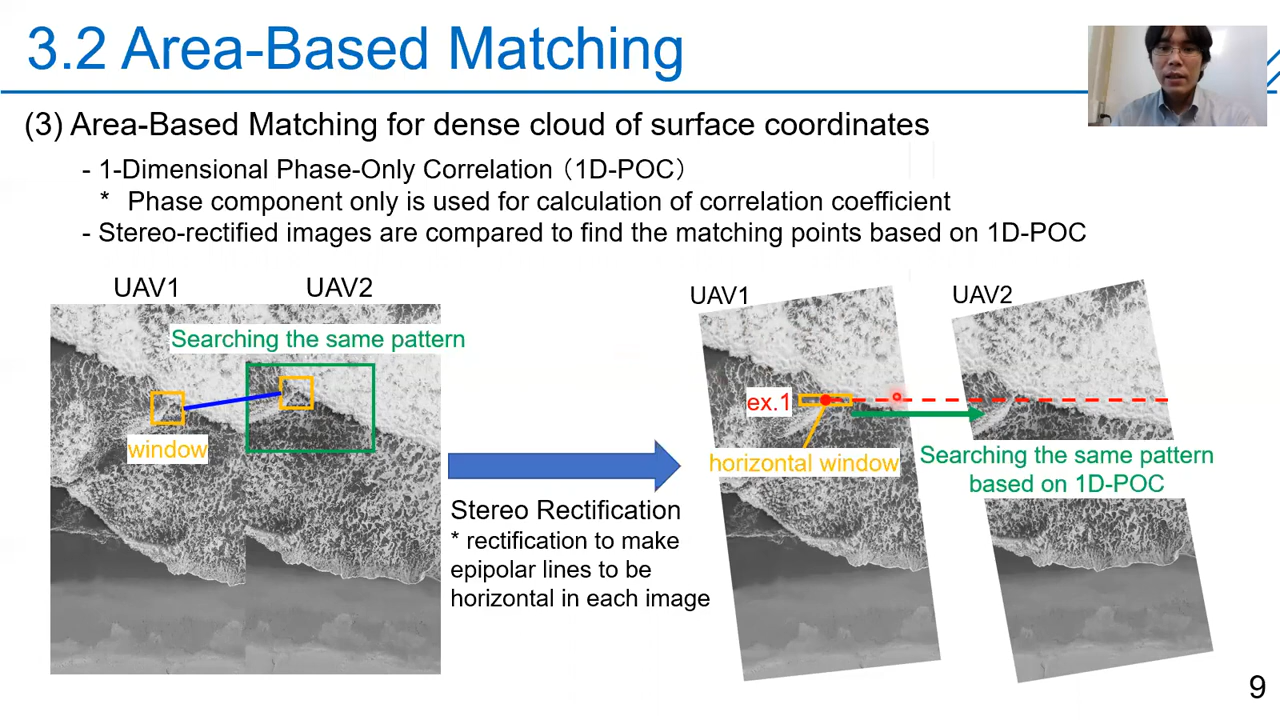 3.2 Area-Based Matching
(3) Area-Based Matching for dense cloud of surface coordinates
- 1-Dimensional Phase-Only Correlation（1D-POC）
* Phase component only is used for calculation of correlation coefficient
- Stereo-rectified images are compared to find the matching points based on 1D-POC
UAV1
UAV2
Searching the same pattern
window
Stereo Rectification
* rectification to make
epipolar lines to be
horizontal in each image
UAV1
UAV2
ex.1
horizontal window
Searching the same pattern
based on 1D-POC
9